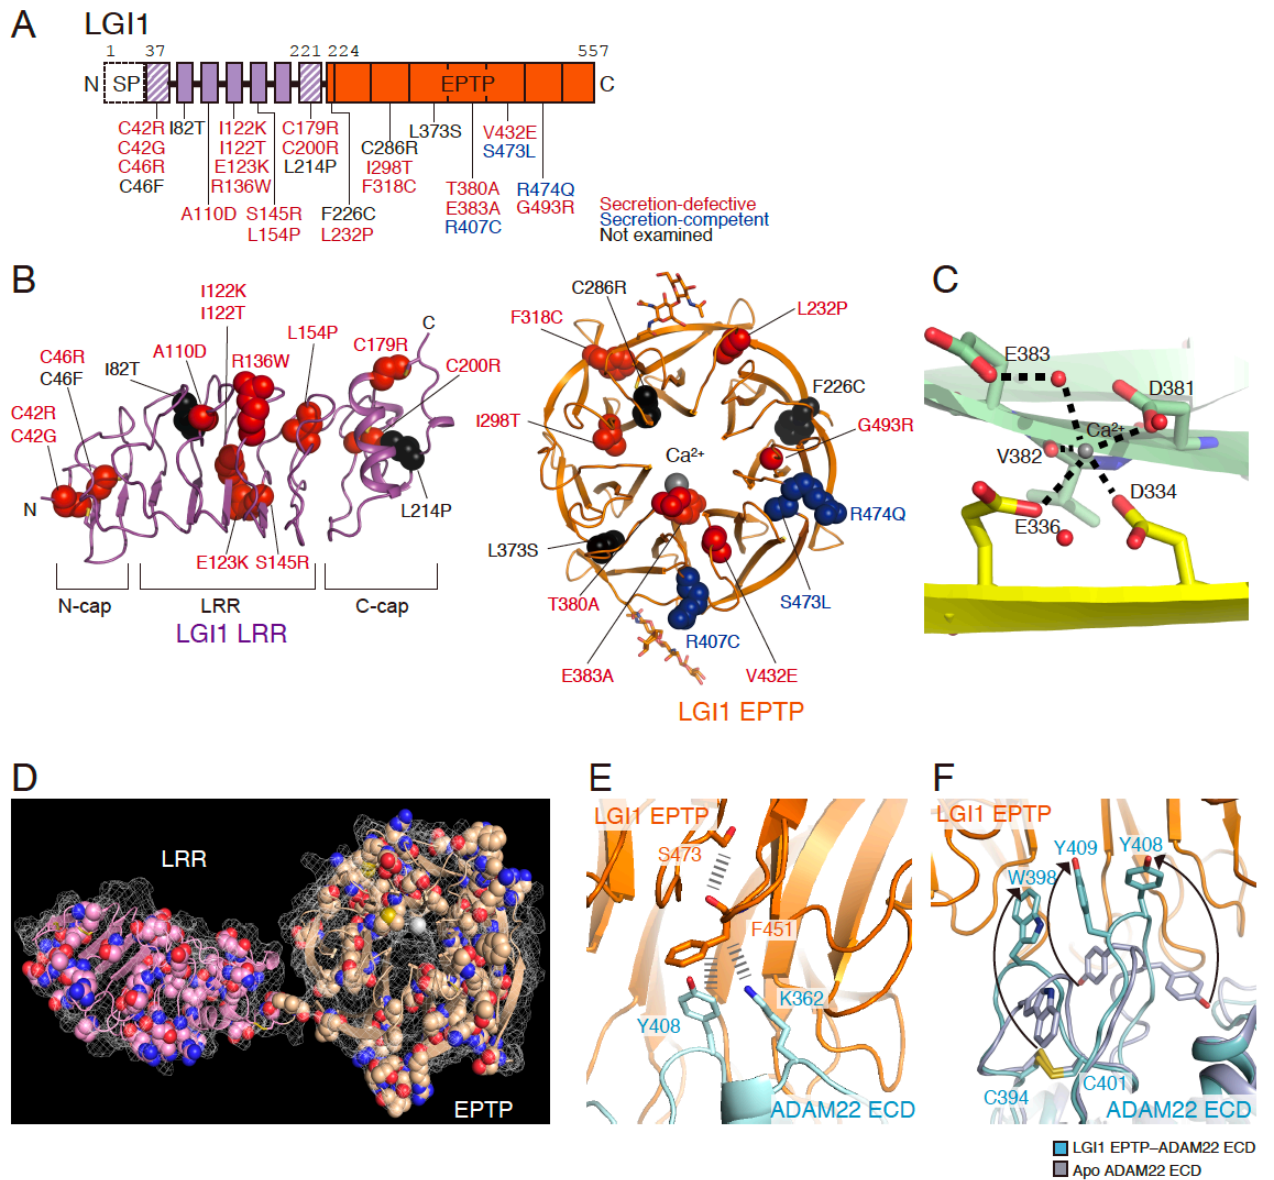 A
LGI1
1 37 221 224 557
N SP EPTP C
C42R I82T I122K C179R L373S V432E
C42G I122T C200R C286R S473L
C46R E123K L214P I298T
C46F R136W F318C T380A R474Q
A110D S145R F226C E383A G493R
L154P L232P R407C
Secretion-defective
Secretion-competent
Not examined
B
I122K
I122T
C46R
C46F
I82T
A110D
R136W
L154P
C179R
C
C200R
C42R
C42G
N
L214P
E123K S145R
N-cap LRR C-cap
LGI1 LRR
C286R
F318C
L232P
F226C
I298T
G493R
Ca2+
R474Q
L373S
T380A
S473L
R407C
E383A
V432E
LGI1 EPTP
C
E383
D381
Ca2+
V382
D334
E336
D
LRR
EPTP
E
LGI1 EPTP
S473
F451
K362
Y408
ADAM22 ECD
F
LGI1 EPTP
Y409 Y408
W398
C394
C401
ADAM22 ECD
LGI1 EPTP–ADAM22 ECD
Apo ADAM22 ECD